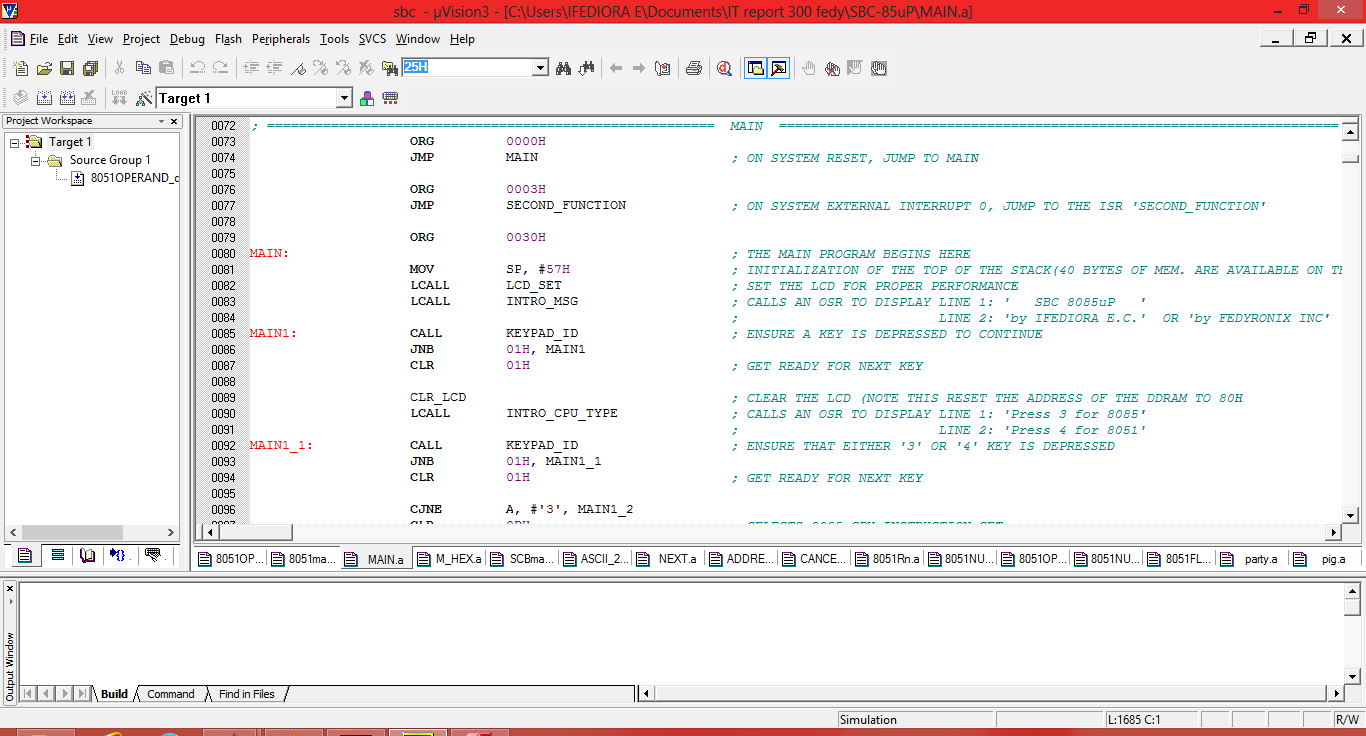 sbc - µVision3 - [C:\Users\IFEDIORA E\Documents\IT report 300 fedy\SBC-85uP\MAIN.a]
File Edit View Project Debug Flash Peripherals Tools SVCS Window Help
25H
LOAD Target 1
Project Workspace
Target 1
Source Group 1
8051OPERAND_
0072 ; ======================================================== MAIN ======================================================================
0073 ORG 0000H
0074 JMP MAIN ; ON SYSTEM RESET, JUMP TO MAIN
0075
0076 ORG 0003H
0077 JMP SECOND_FUNCTION ; ON SYSTEM EXTERNAL INTERRUPT 0, JUMP TO THE ISR 'SECOND_FUNCTION'
0078
0079 ORG 0030H
0080 MAIN: ; THE MAIN PROGRAM BEGINS HERE
0081 MOV SP, #57H ; INITIALIZATION OF THE TOP OF THE STACK(40 BYTES OF MEM. ARE AVAILABLE ON
0082 LCALL LCD_SET ; SET THE LCD FOR PROPER PERFORMANCE
0083 LCALL INTRO_MSG ; CALLS AN OSR TO DISPLAY LINE 1: ' SBC 8085uP '
0084 ; LINE 2: 'by IFEDIORA E.C.' OR 'by FEDYRONIX INC'
0085 MAIN1: CALL KEYPAD_ID ; ENSURE A KEY IS DEPRESSED TO CONTINUE
0086 JNB 01H, MAIN1
0087 CLR 01H ; GET READY FOR NEXT KEY
0088
0089 CLR_LCD ; CLEAR THE LCD (NOTE THIS RESET THE ADDRESS OF THE DDRAM TO 80H
0090 LCALL INTRO_CPU_TYPE ; CALLS AN OSR TO DISPLAY LINE 1: 'Press 3 for 8085'
0091 ; LINE 2: 'Press 4 for 8051'
0092 MAIN1_1: CALL KEYPAD_ID ; ENSURE THAT EITHER '3' OR '4' KEY IS DEPRESSED
0093 JNB 01H, MAIN1_1
0094 CLR 01H ; GET READY FOR NEXT KEY
0095
0096 CJNE A, #'3', MAIN1_2
8051OP... 8051ma... MAIN.a M_HEX.a SCBma... ASCII_2... NEXT.a ADDRE... CANCE... 8051Rn.a 8051NU... 8051OP... 8051NU... 8051FL... party.a pig.a
Output Window
Build Command Find in Files
Simulation L:1685 C:1 R/W